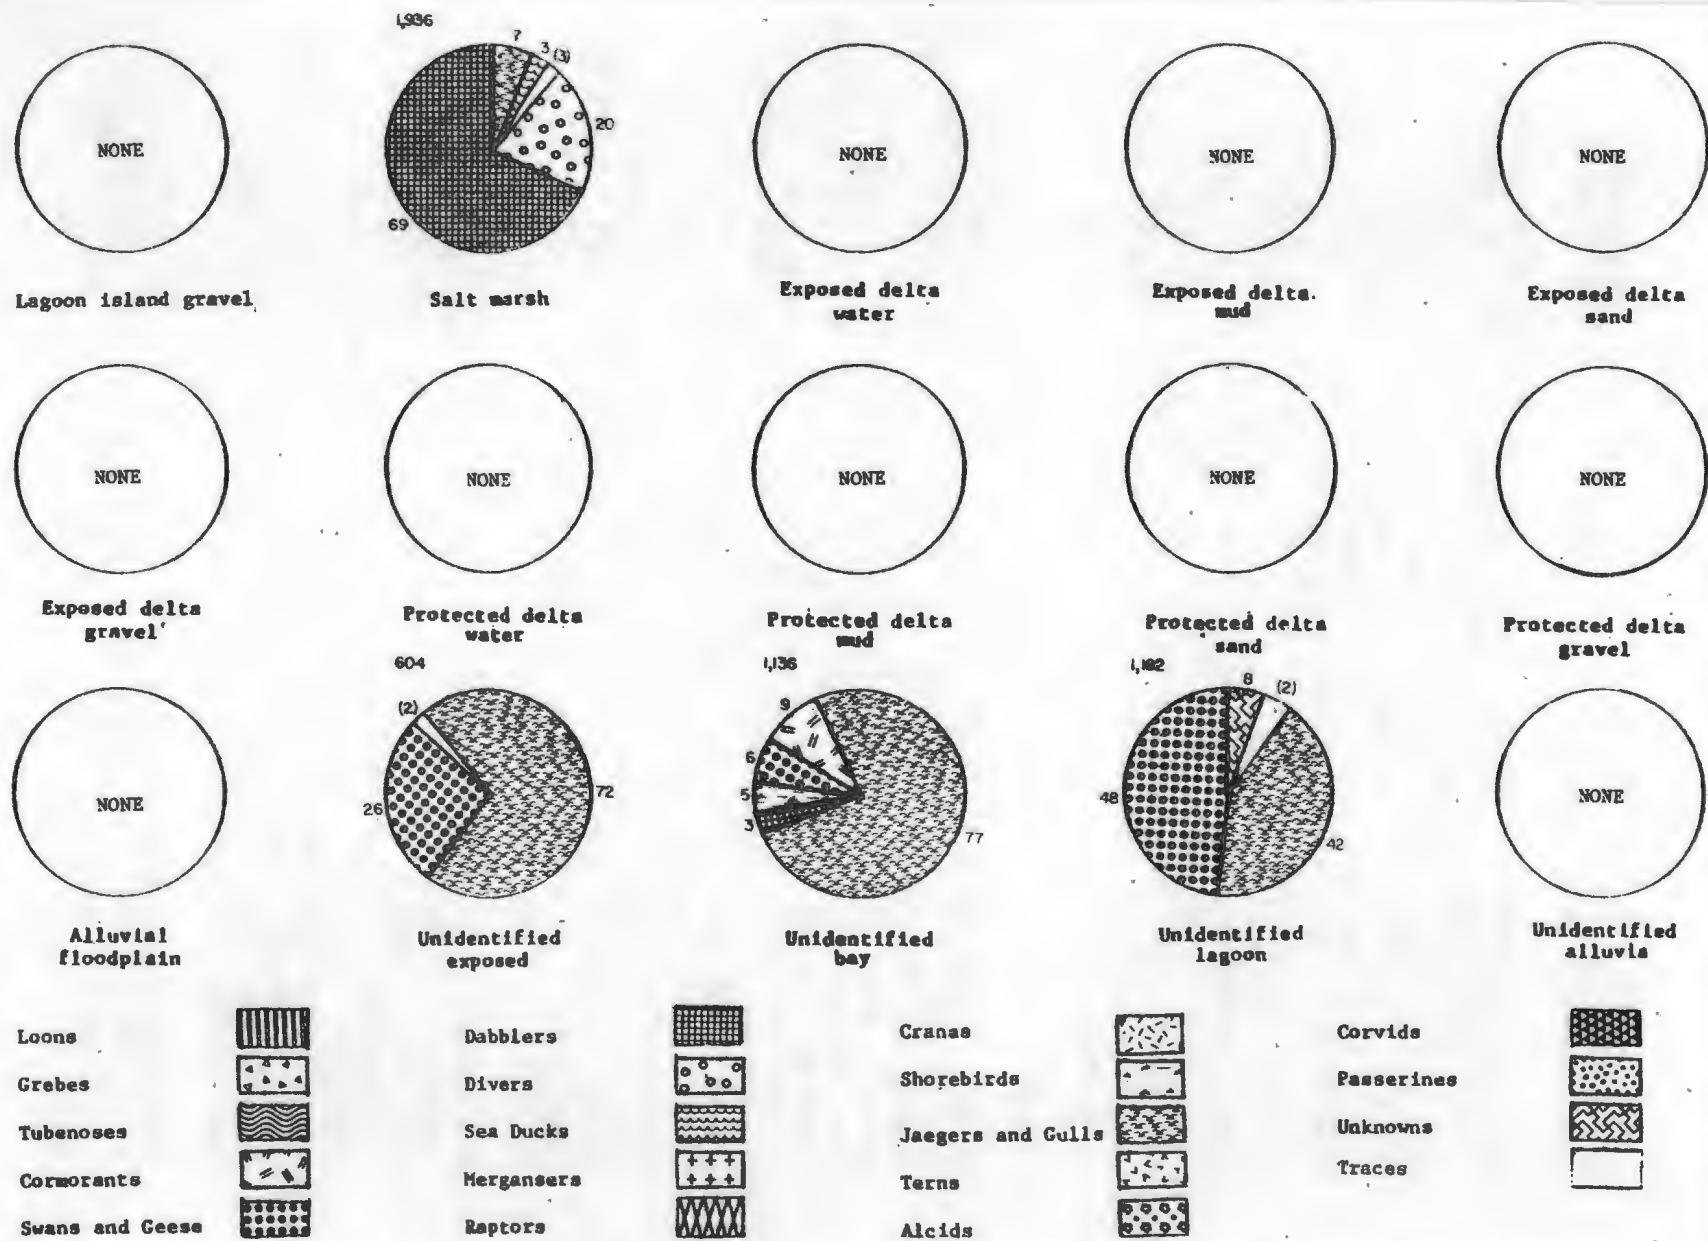 1,936
7
3
(3)
20
69
NONE
NONE
NONE
NONE
Lagoon island gravel
Salt marsh
Exposed delta
water
Exposed delta
mud
Exposed delta
sand
NONE
NONE
NONE
NONE
NONE
Exposed delta
gravel
Protected delta
water
Protected delta
mud
Protected delta
sand
Protected delta
gravel
604
(2)
26
72
1,136
9
6
5
3
77
1,182
8
(2)
48
42
NONE
NONE
Alluvial
floodplain
Unidentified
exposed
Unidentified
bay
Unidentified
lagoon
Unidentified
alluvia
Loons
Grebes
Tubenoses
Cormorants
Swans and Geese
Dabblers
Divers
Sea Ducks
Mergansers
Raptors
Cranas
Shorebirds
Jaegers and Gulls
Terns
Alcids
Corvids
Passerines
Unknowns
Traces